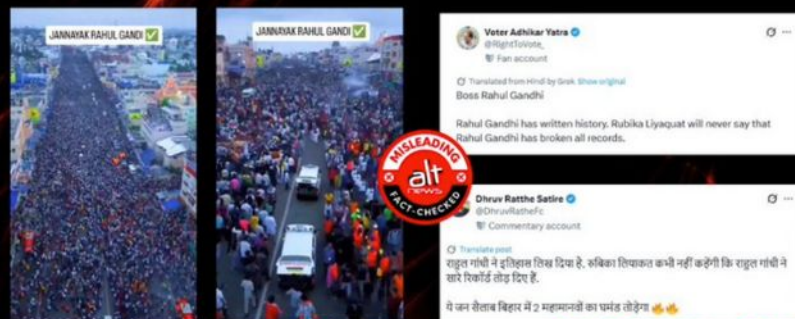 JANNAYAK RAHUL GANDI ✅
JANNAYAK RAHUL GANDI ✅
MISLEADING
alt
news
FACT-CHECKED
Voter Adhikar Yatra
@RightToVote_
Fan account
Translated from Hindi by Grok Show original
Boss Rahul Gandhi
Rahul Gandhi has written history. Rubika Liyaquat will never say that
Rahul Gandhi has broken all records.
Dhruv Ratthe Satire
@DhruvRatheFc
Commentary account
Translate post
राहुल गांधी ने इतिहास लिख दिया है. रुबिका लियाकत कभी नहीं कहेंगी कि राहुल गांधी ने
सारे रिकॉर्ड तोड़ दिए हैं.
ये जन सैलाब बिहार में 2 महामानवों का घमंड तोड़ेगा 🔥🔥